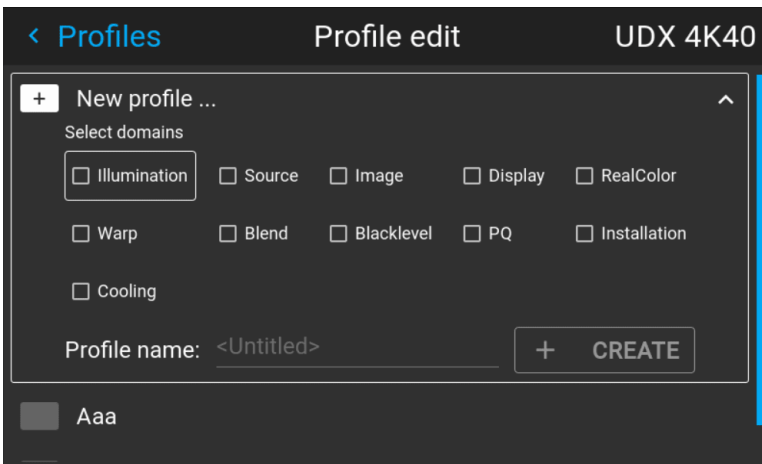 < Profiles Profile edit UDX 4K40
+ New profile ...
Select domains
Illumination Source Image Display RealColor
Warp Blend Blacklevel PQ Installation
Cooling
Profile name: <Untitled> + CREATE
Aaa